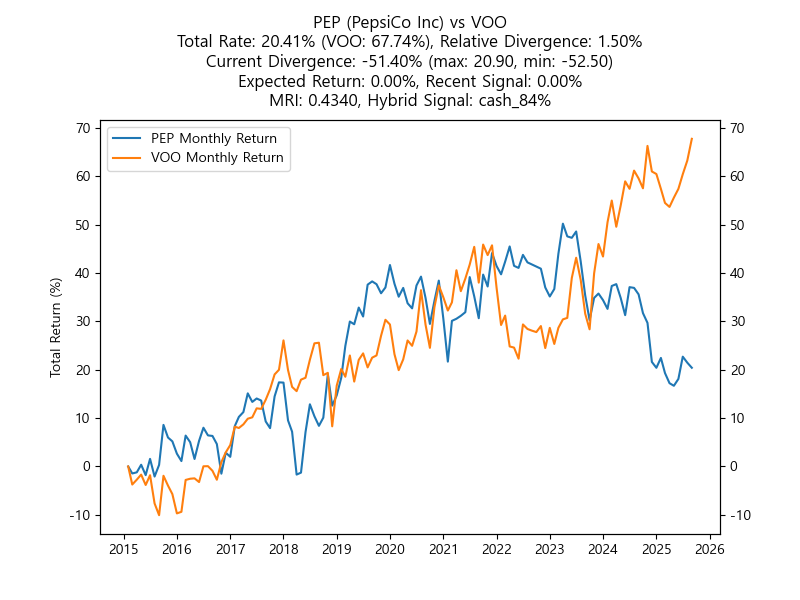 PEP (PepsiCo Inc) vs VOO
Total Rate: 20.41% (VOO: 67.74%), Relative Divergence: 1.50%
Current Divergence: -51.40% (max: 20.90, min: -52.50)
Expected Return: 0.00%, Recent Signal: 0.00%
MRI: 0.4340, Hybrid Signal: cash_84%
PEP Monthly Return
VOO Monthly Return
Total Return (%)
70 70
60 60
50 50
40 40
30 30
20 20
10 10
0 0
-10 -10
2015 2016 2017 2018 2019 2020 2021 2022 2023 2024 2025 2026